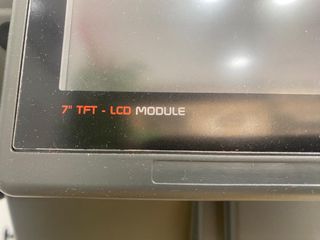 7" TFT - LCD MODULE